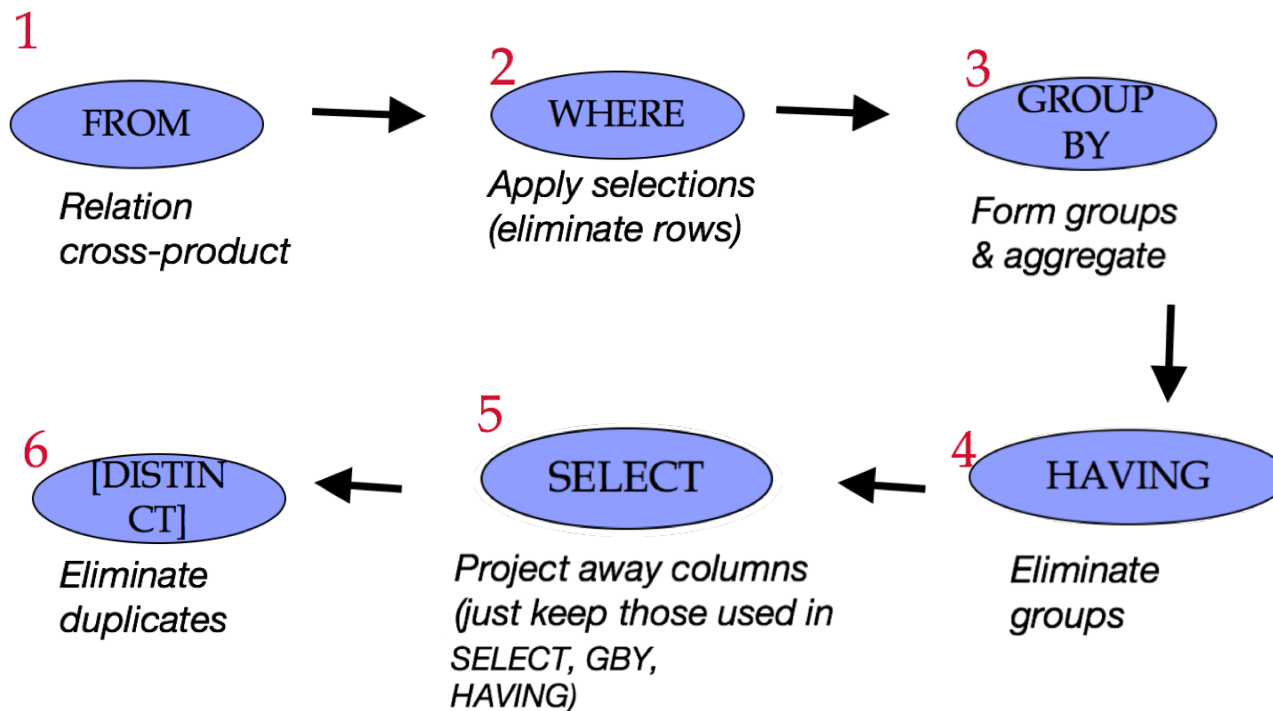 1
FROM
Relation
cross-product
2
WHERE
Apply selections
(eliminate rows)
3
GROUP
BY
Form groups
& aggregate
4
HAVING
Eliminate
groups
5
SELECT
Project away columns
(just keep those used in
SELECT, GBY,
HAVING)
6
[DISTIN
CT]
Eliminate
duplicates